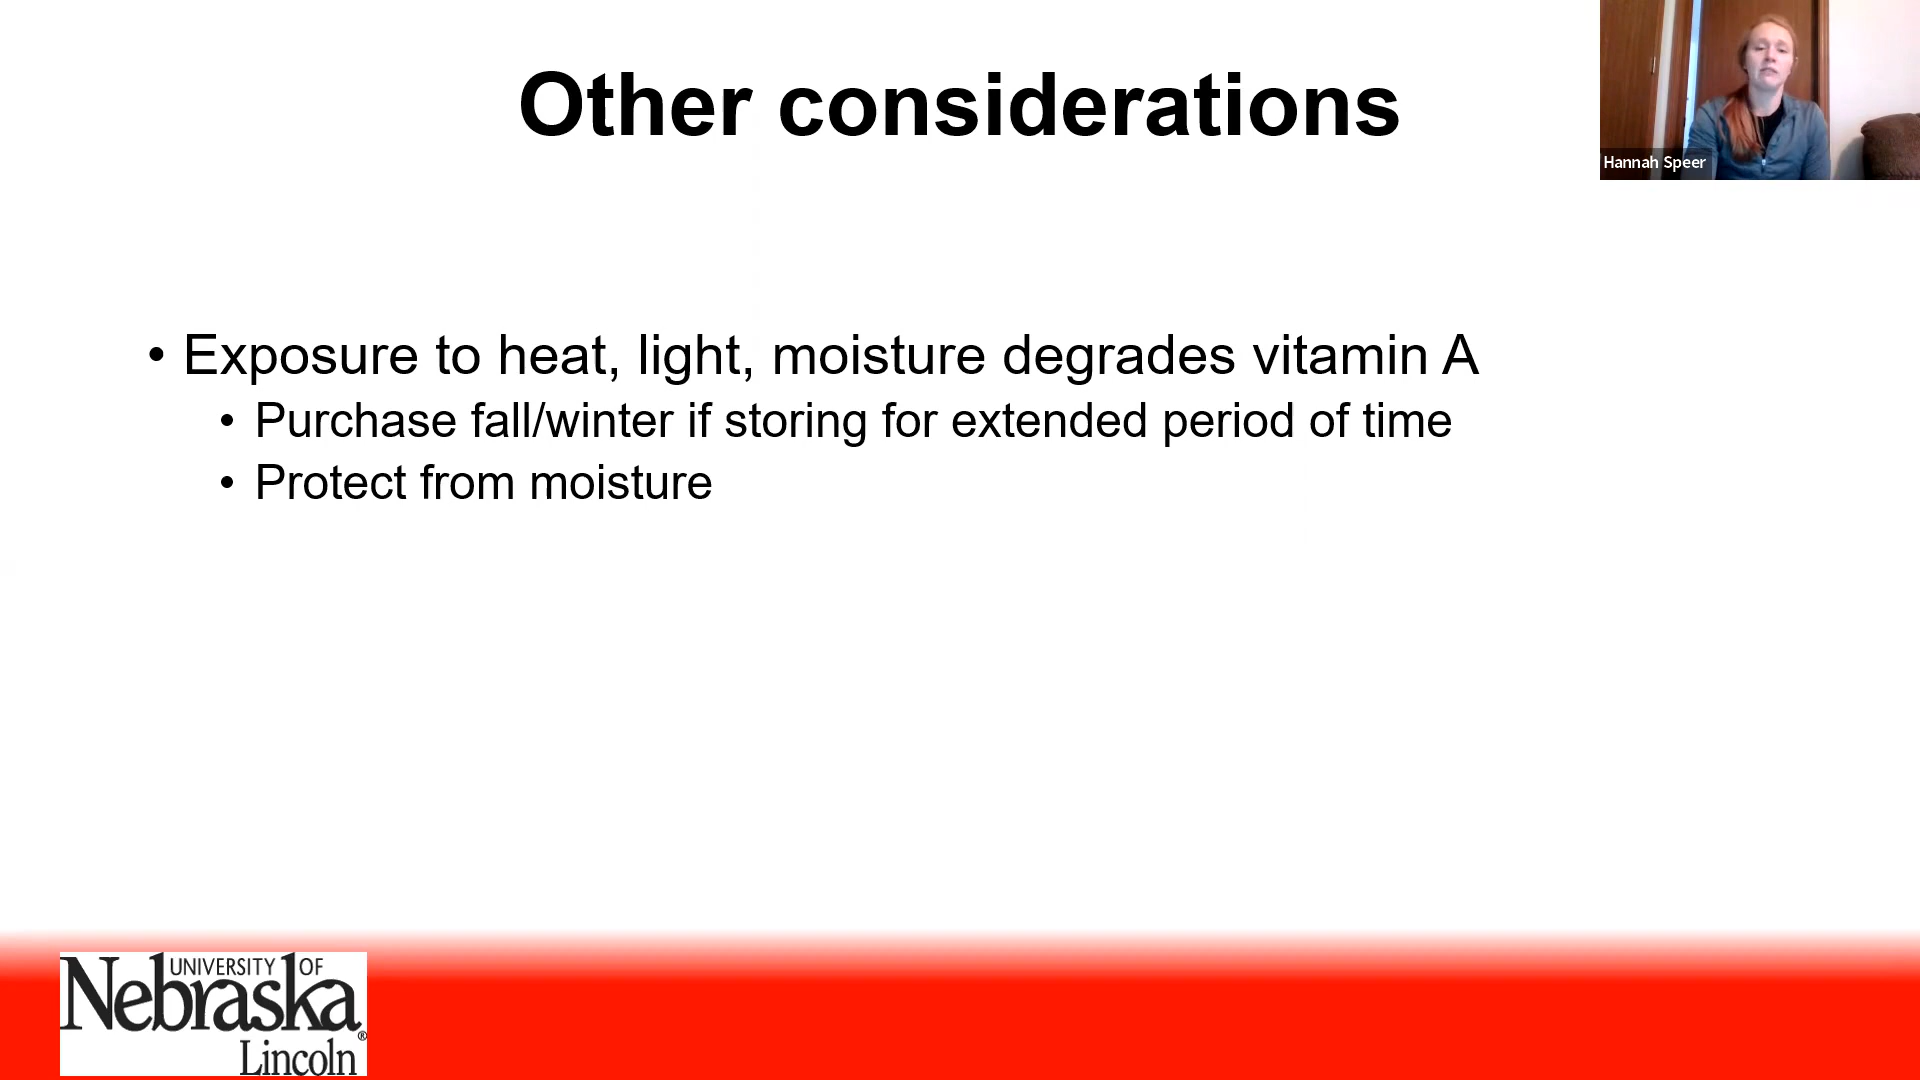 Other considerations
Hannah Speer
• Exposure to heat, light, moisture degrades vitamin A
• Purchase fall/winter if storing for extended period of time
• Protect from moisture
UNIVERSITY OF
Nebraska®
Lincoln